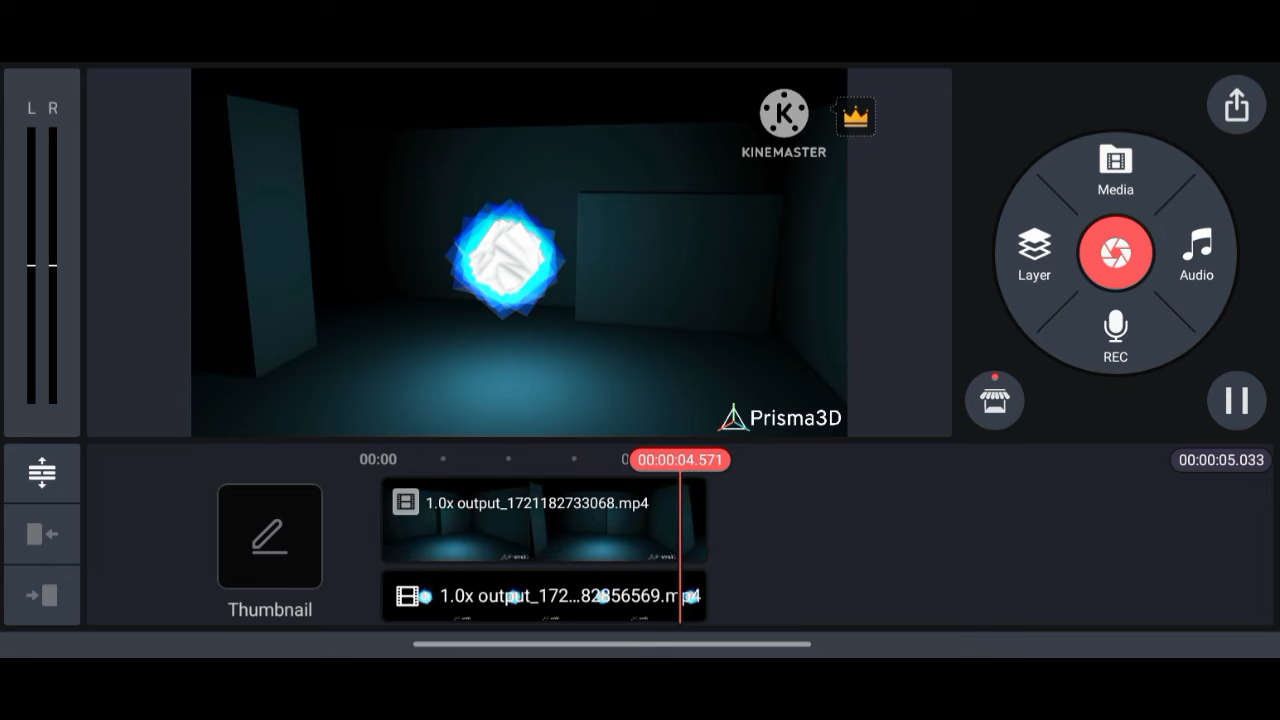 L R
K
KINEMASTER
Prisma3D
Media
Layer
Audio
REC
00:00
00:00:04.571
00:00:05.033
1.0x output_1721182733068.mp4
1.0x output_172...82856569.mp4
Thumbnail